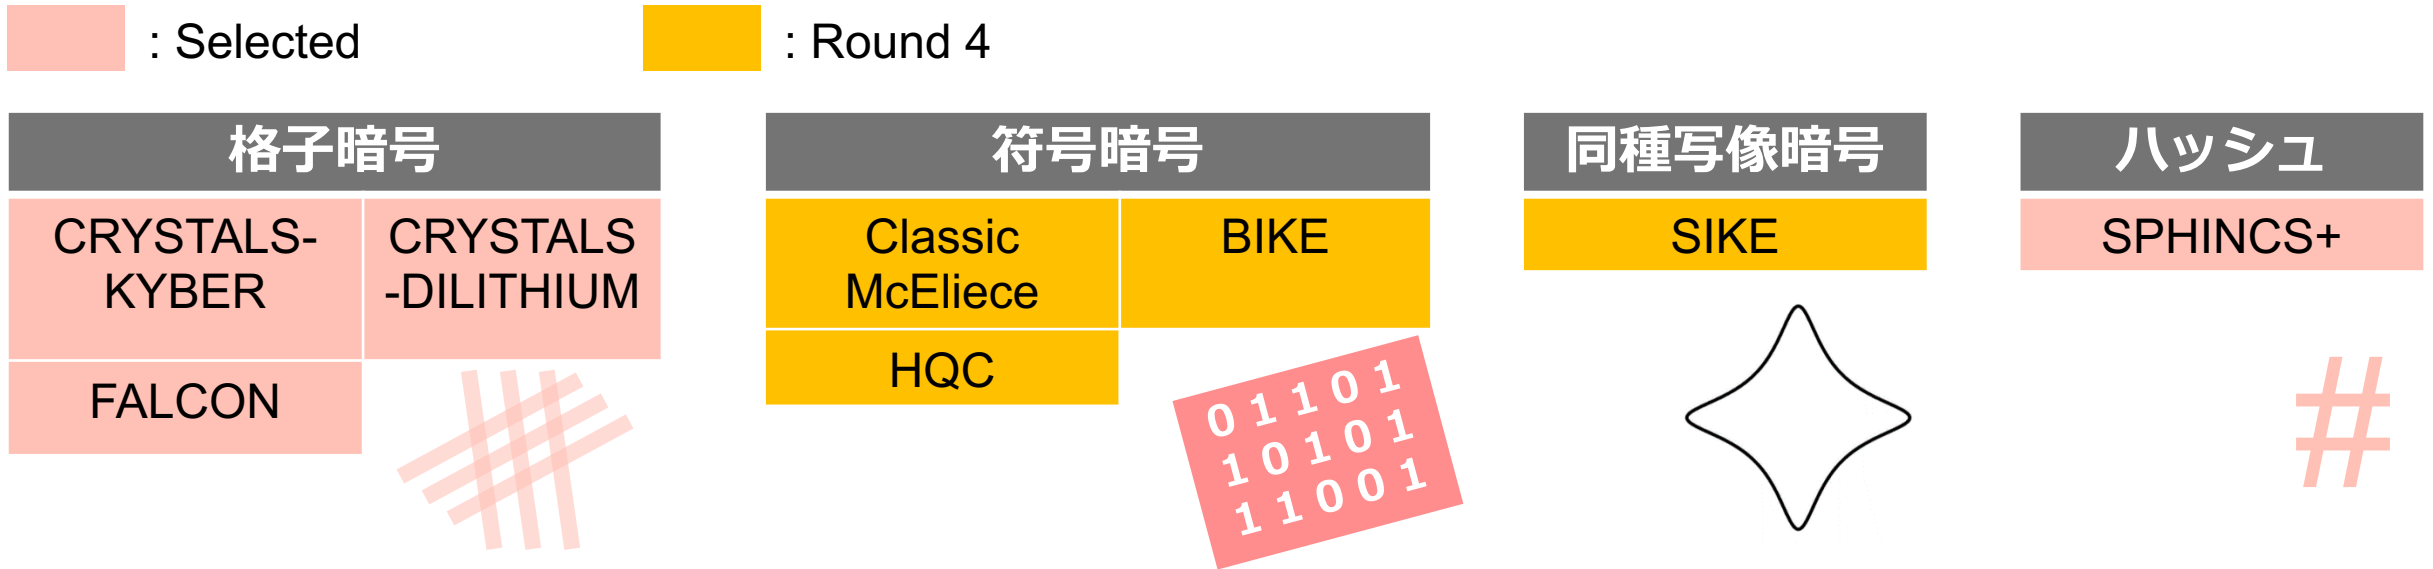 : Selected
: Round 4
格子暗号
CRYSTALS-
KYBER
CRYSTALS
-DILITHIUM
FALCON
符号暗号
Classic
McEliece
BIKE
HQC
0 1 1 0 1
1 0 1 0 1
1 1 0 0 1
同種写像暗号
SIKE
ハッシュ
SPHINCS+
#